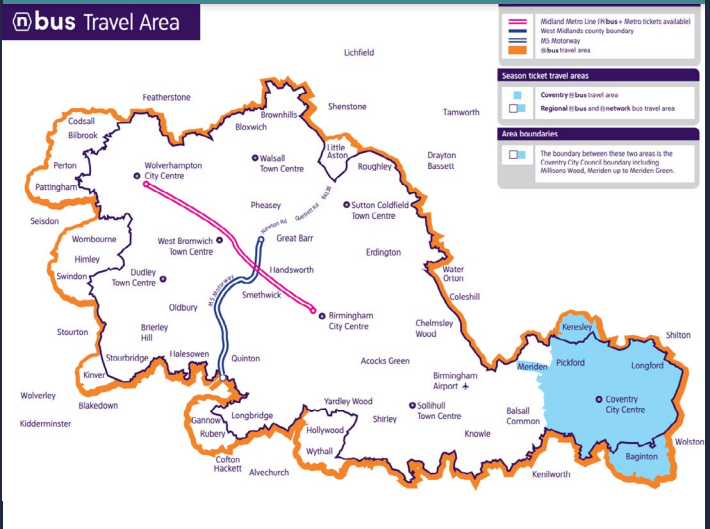 nbus Travel Area
Midland Metro Line (nbus + Metro tickets available)
West Midlands county boundary
M5 Motorway
nbus travel area
Season ticket travel areas
Coventry nbus travel area
Regional nbus and nnetwork bus travel area
Area boundaries
The boundary between these two areas is the
Coventry City Council boundary including
Millisons Wood, Meriden up to Meriden Green.
Lichfield
Featherstone
Shenstone
Brownhills
Tamworth
Codsall
Bilbrook
Bloxwich
Little
Aston
Drayton
Bassett
Perton
Wolverhampton
City Centre
Walsall
Town Centre
Roughley
Pattingham
Pheasey
Queslett Rd
Sutton Coldfield
Town Centre
Seisdon
Newton Rd
Wombourne
West Bromwich
Town Centre
Great Barr
Himley
Erdington
Swindon
Dudley
Town Centre
Handsworth
Water
Orton
M5 Motorway
Smethwick
Coleshill
Oldbury
Birmingham
City Centre
Chelmsley
Wood
Keresley
Stourton
Brierley
Hill
Shilton
Stourbridge
Halesowen
Quinton
Acocks Green
Meriden
Pickford
Longford
Kinver
Birmingham
Airport
Wolverley
Blakedown
Yardley Wood
Sollihull
Town Centre
Coventry
City Centre
Kidderminster
Gannow
Longbridge
Shirley
Balsall
Common
Rubery
Hollywood
Knowle
Wolston
Wythall
Baginton
Cofton
Hackett
Alvechurch
Kenilworth